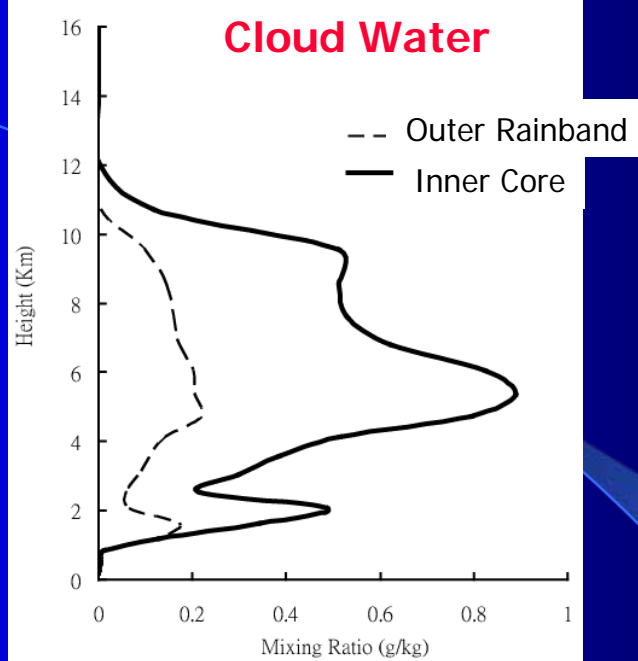 Cloud Water
Outer Rainband
Inner Core
16
14
12
10
8
6
4
2
0
Height (Km)
0 0.2 0.4 0.6 0.8 1
Mixing Ratio (g/kg)